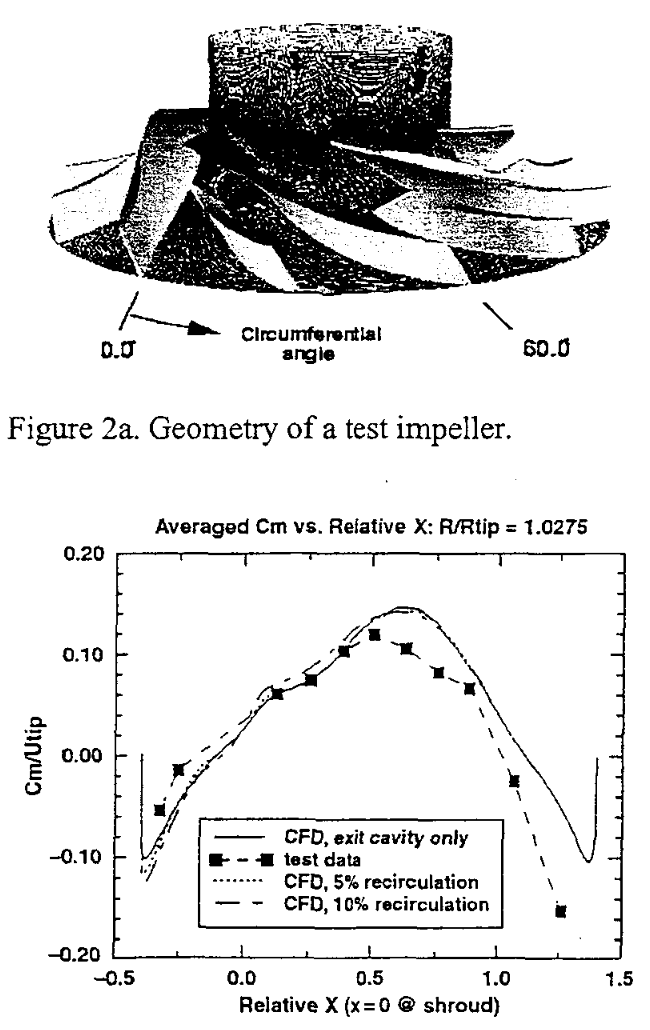 0.0°
Circumferential
angle
60.0°
Figure 2a. Geometry of a test impeller.
Averaged Cm vs. Relative X: R/Rtip = 1.0275
0.20
0.10
0.00
−0.10
−0.20
Cm/Utip
CFD, exit cavity only
test data
CFD, 5% recirculation
CFD, 10% recirculation
−0.5 0.0 0.5 1.0 1.5
Relative X (x=0 @ shroud)